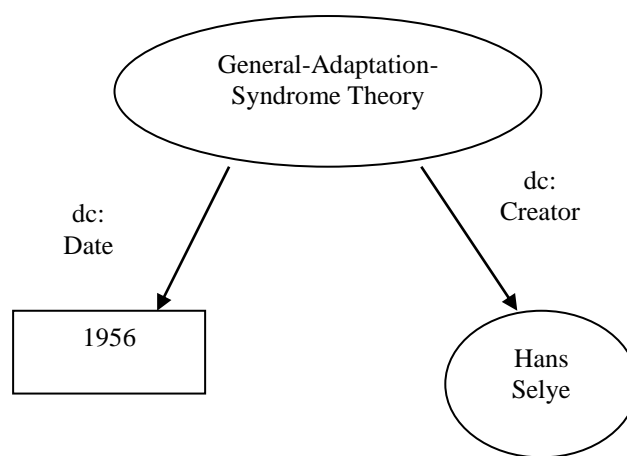 General-Adaptation-
Syndrome Theory
dc:
Date
dc:
Creator
1956
Hans
Selye